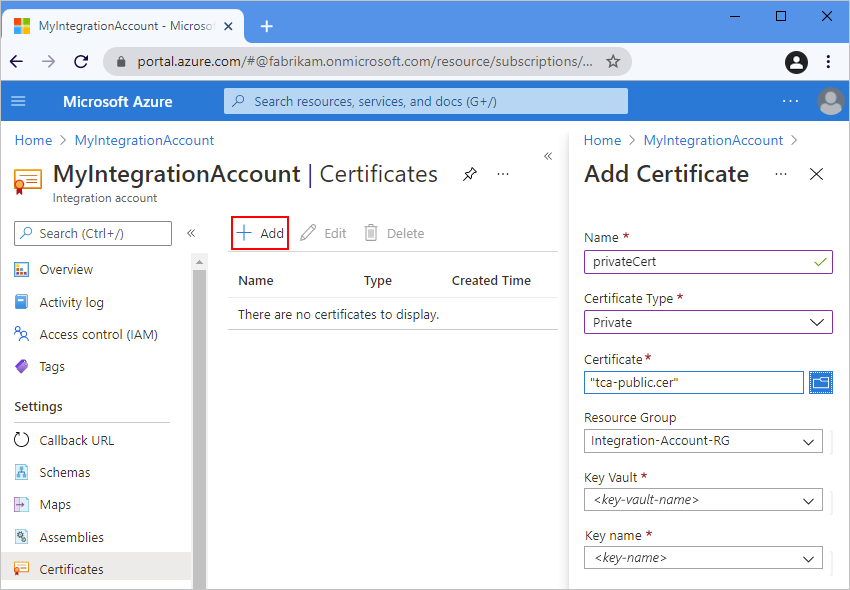 MyIntegrationAccount - Microsof
portal.azure.com/#@fabrikam.onmicrosoft.com/resource/subscriptions/...
Microsoft Azure
Search resources, services, and docs (G+/)
Home > MyIntegrationAccount
MyIntegrationAccount | Certificates
Integration account
Search (Ctrl+/)
Overview
Activity log
Access control (IAM)
Tags
Settings
Callback URL
Schemas
Maps
Assemblies
Certificates
Add Edit Delete
Name Type Created Time
There are no certificates to display.
Home > MyIntegrationAccount >
Add Certificate
Name *
privateCert
Certificate Type *
Private
Certificate*
"tca-public.cer"
Resource Group
Integration-Account-RG
Key Vault *
<key-vault-name>
Key name *
<key-name>